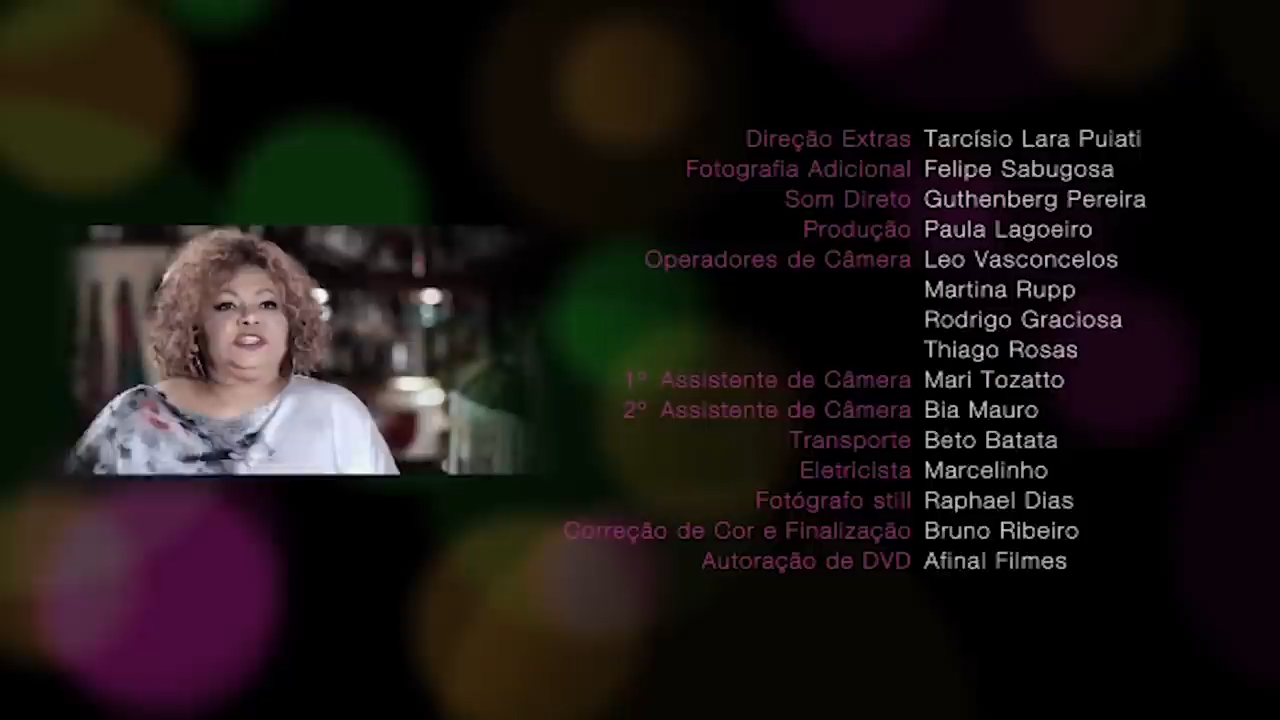 Direção Extras Tarcísio Lara Puiati
Fotografia Adicional Felipe Sabugosa
Som Direto Guthenberg Pereira
Produção Paula Lagoeiro
Operadores de Câmera Leo Vasconcelos
Martina Rupp
Rodrigo Graciosa
Thiago Rosas
1º Assistente de Câmera Mari Tozatto
2º Assistente de Câmera Bia Mauro
Transporte Beto Batata
Eletricista Marcelinho
Fotógrafo still Raphael Dias
Correção de Cor e Finalização Bruno Ribeiro
Autoração de DVD Afinal Filmes